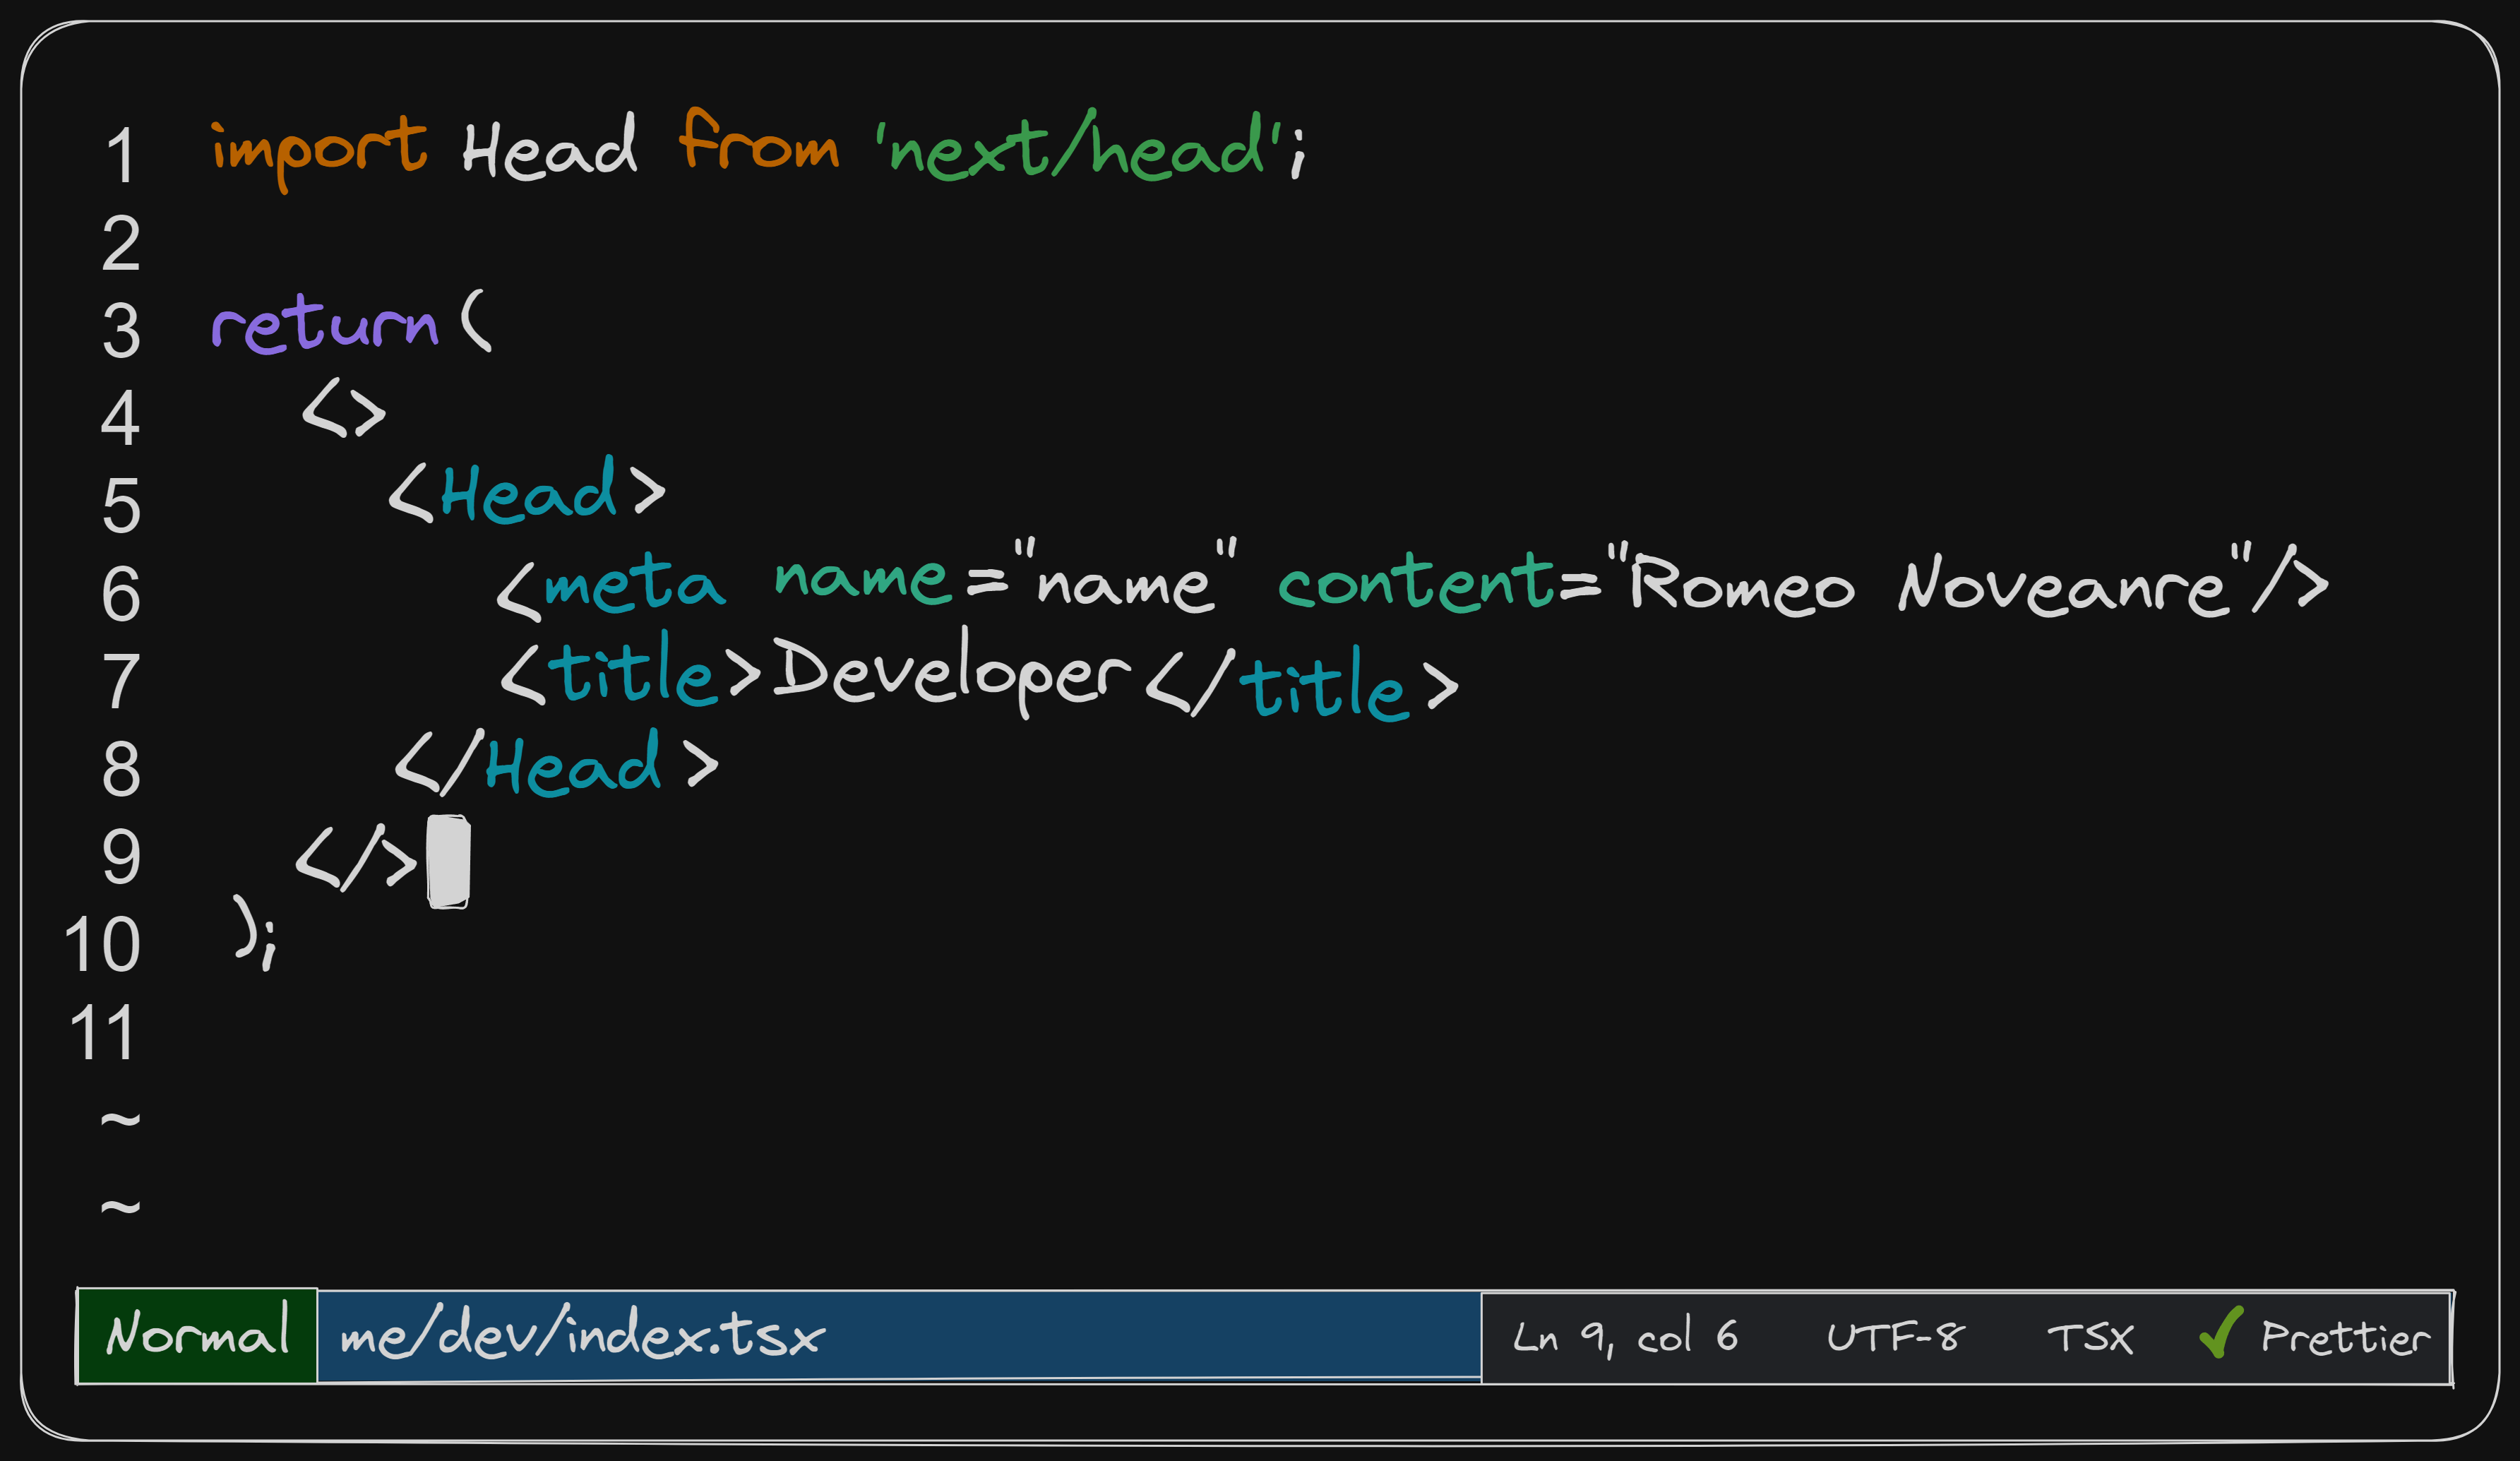 1 import Head from 'next/head';
2
3 return (
4 <>
5 <Head>
6 <meta name="name" content="Romeo Noveanre"/>
7 <title>Developer</title>
8 </Head>
9 </>
10 );
11
~
~
Normal me/dev/index.tsx Ln 9, col 6 UTF-8 TSX ✓ Prettier